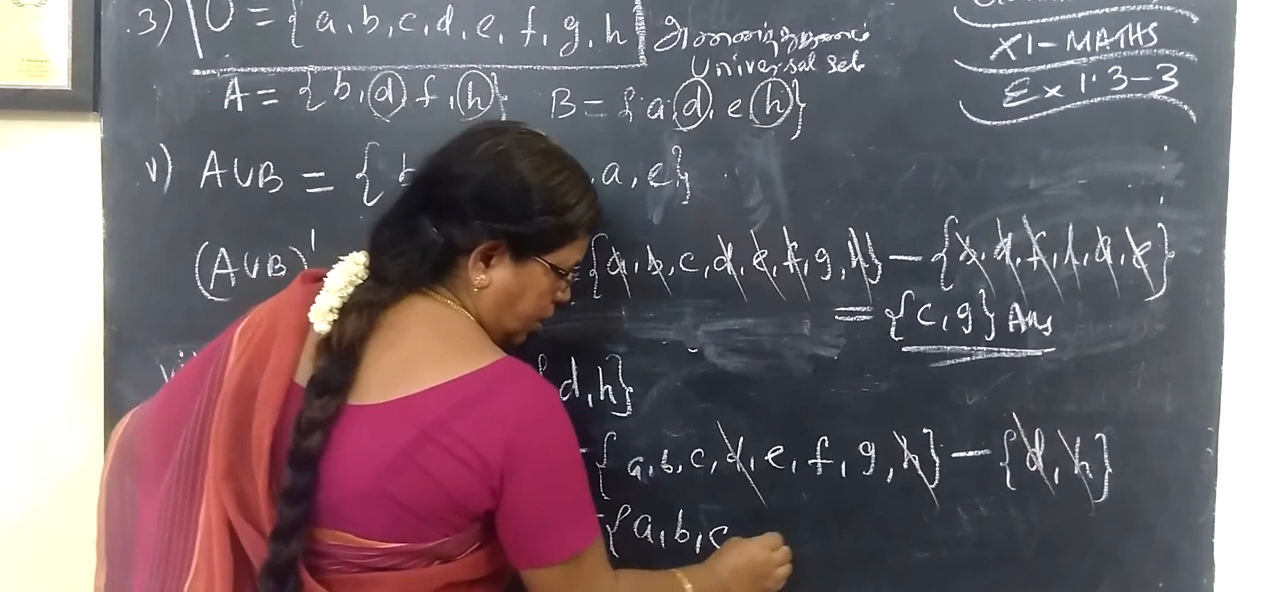 3) U = {a, b, c, d, e, f, g, h
Universal set
XI-MATHS
Ex 1.3-3
A = {b, d, f, h} B = {a, d, e, h}
v) A∪B = {b , a, e}
(A∪B)' {a, b, c, d, e, f, g, h} - {b, d, f, h, a, e}
= {c, g} Ans
{d, h}
{a, b, c, d, e, f, g, h} - {d, h}
{a, b, c